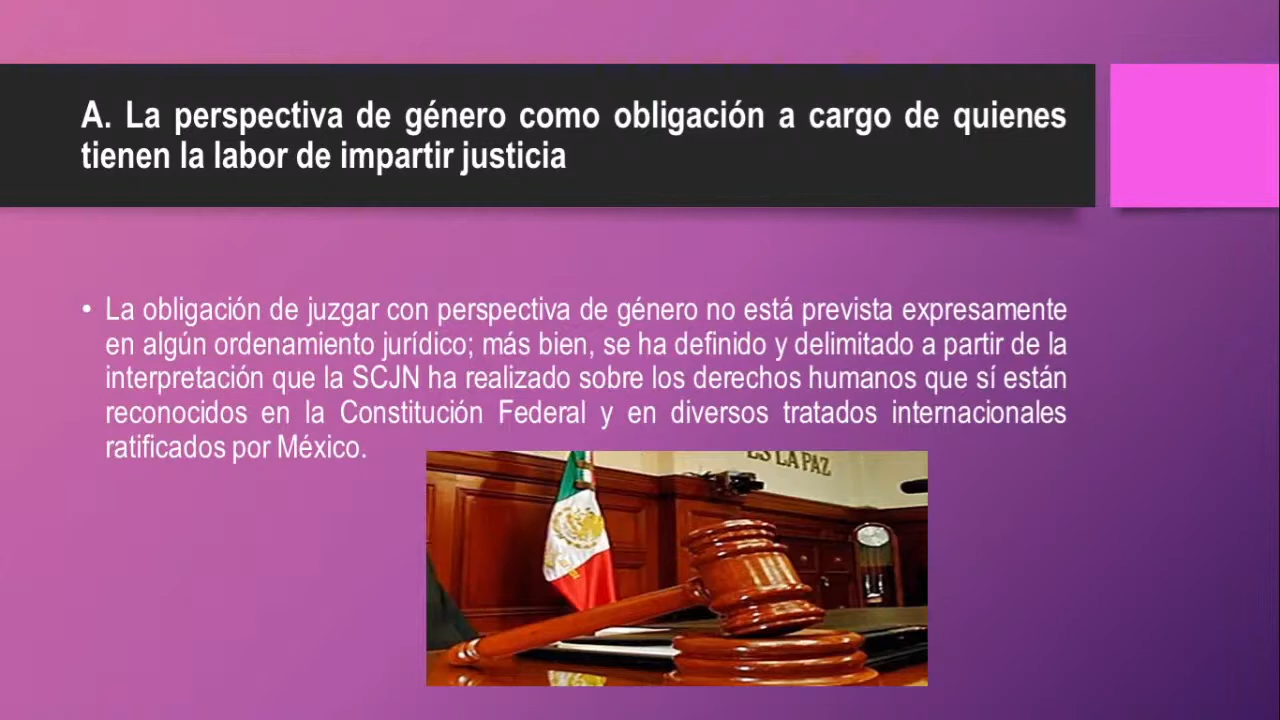 A. La perspectiva de género como obligación a cargo de quienes
tienen la labor de impartir justicia
• La obligación de juzgar con perspectiva de género no está prevista expresamente
en algún ordenamiento jurídico; más bien, se ha definido y delimitado a partir de la
interpretación que la SCJN ha realizado sobre los derechos humanos que sí están
reconocidos en la Constitución Federal y en diversos tratados internacionales
ratificados por México.
ES LA PAZ